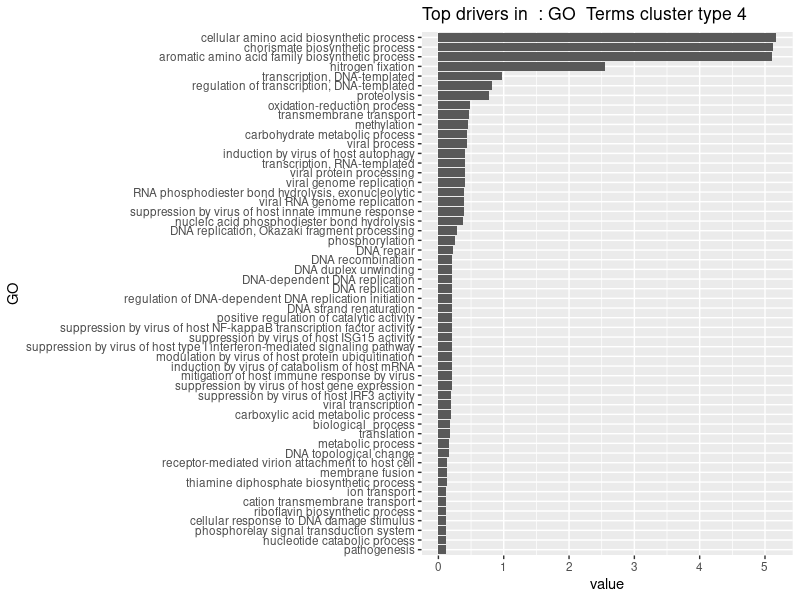 Top drivers in  : GO  Terms cluster type 4
cellular amino acid biosynthetic process
chorismate biosynthetic process
aromatic amino acid family biosynthetic process
nitrogen fixation
transcription, DNA-templated
regulation of transcription, DNA-templated
proteolysis
oxidation-reduction process
transmembrane transport
methylation
carbohydrate metabolic process
viral process
induction by virus of host autophagy
transcription, RNA-templated
viral protein processing
viral genome replication
RNA phosphodiester bond hydrolysis, exonucleolytic
viral RNA genome replication
suppression by virus of host innate immune response
nucleic acid phosphodiester bond hydrolysis
DNA replication, Okazaki fragment processing
phosphorylation
DNA repair
DNA recombination
DNA duplex unwinding
DNA-dependent DNA replication
DNA replication
regulation of DNA-dependent DNA replication initiation
DNA strand renaturation
positive regulation of catalytic activity
suppression by virus of host NF-kappaB transcription factor activity
suppression by virus of host ISG15 activity
suppression by virus of host type I interferon-mediated signaling pathway
modulation by virus of host protein ubiquitination
induction by virus of catabolism of host mRNA
mitigation of host immune response by virus
suppression by virus of host gene expression
suppression by virus of host IRF3 activity
viral transcription
carboxylic acid metabolic process
biological_process
translation
metabolic process
DNA topological change
receptor-mediated virion attachment to host cell
membrane fusion
thiamine diphosphate biosynthetic process
ion transport
cation transmembrane transport
riboflavin biosynthetic process
cellular response to DNA damage stimulus
phosphorelay signal transduction system
nucleotide catabolic process
pathogenesis
GO
0 1 2 3 4 5
value